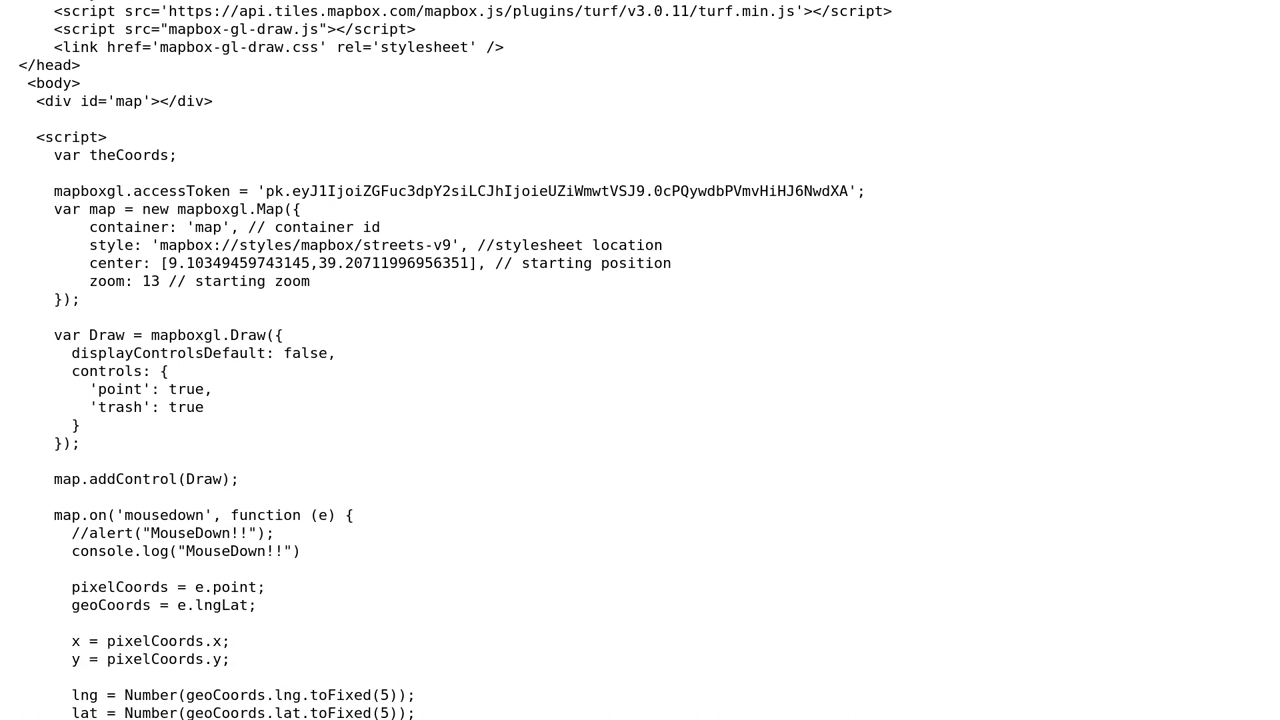 <script src='https://api.tiles.mapbox.com/mapbox.js/plugins/turf/v3.0.11/turf.min.js'></script>
<script src="mapbox-gl-draw.js"></script>
<link href='mapbox-gl-draw.css' rel='stylesheet' />
</head>
<body>
<div id='map'></div>
<script>
var theCoords;
mapboxgl.accessToken = 'pk.eyJ1IjoiZGFuc3dpY2siLCJhIjoieUZiWmwtVSJ9.0cPQywdbPVmvHiHJ6NwdXA';
var map = new mapboxgl.Map({
container: 'map', // container id
style: 'mapbox://styles/mapbox/streets-v9', //stylesheet location
center: [9.10349459743145,39.20711996956351], // starting position
zoom: 13 // starting zoom
});
var Draw = mapboxgl.Draw({
displayControlsDefault: false,
controls: {
'point': true,
'trash': true
}
});
map.addControl(Draw);
map.on('mousedown', function (e) {
//alert("MouseDown!!");
console.log("MouseDown!!")
pixelCoords = e.point;
geoCoords = e.lngLat;
x = pixelCoords.x;
y = pixelCoords.y;
lng = Number(geoCoords.lng.toFixed(5));
lat = Number(geoCoords.lat.toFixed(5));